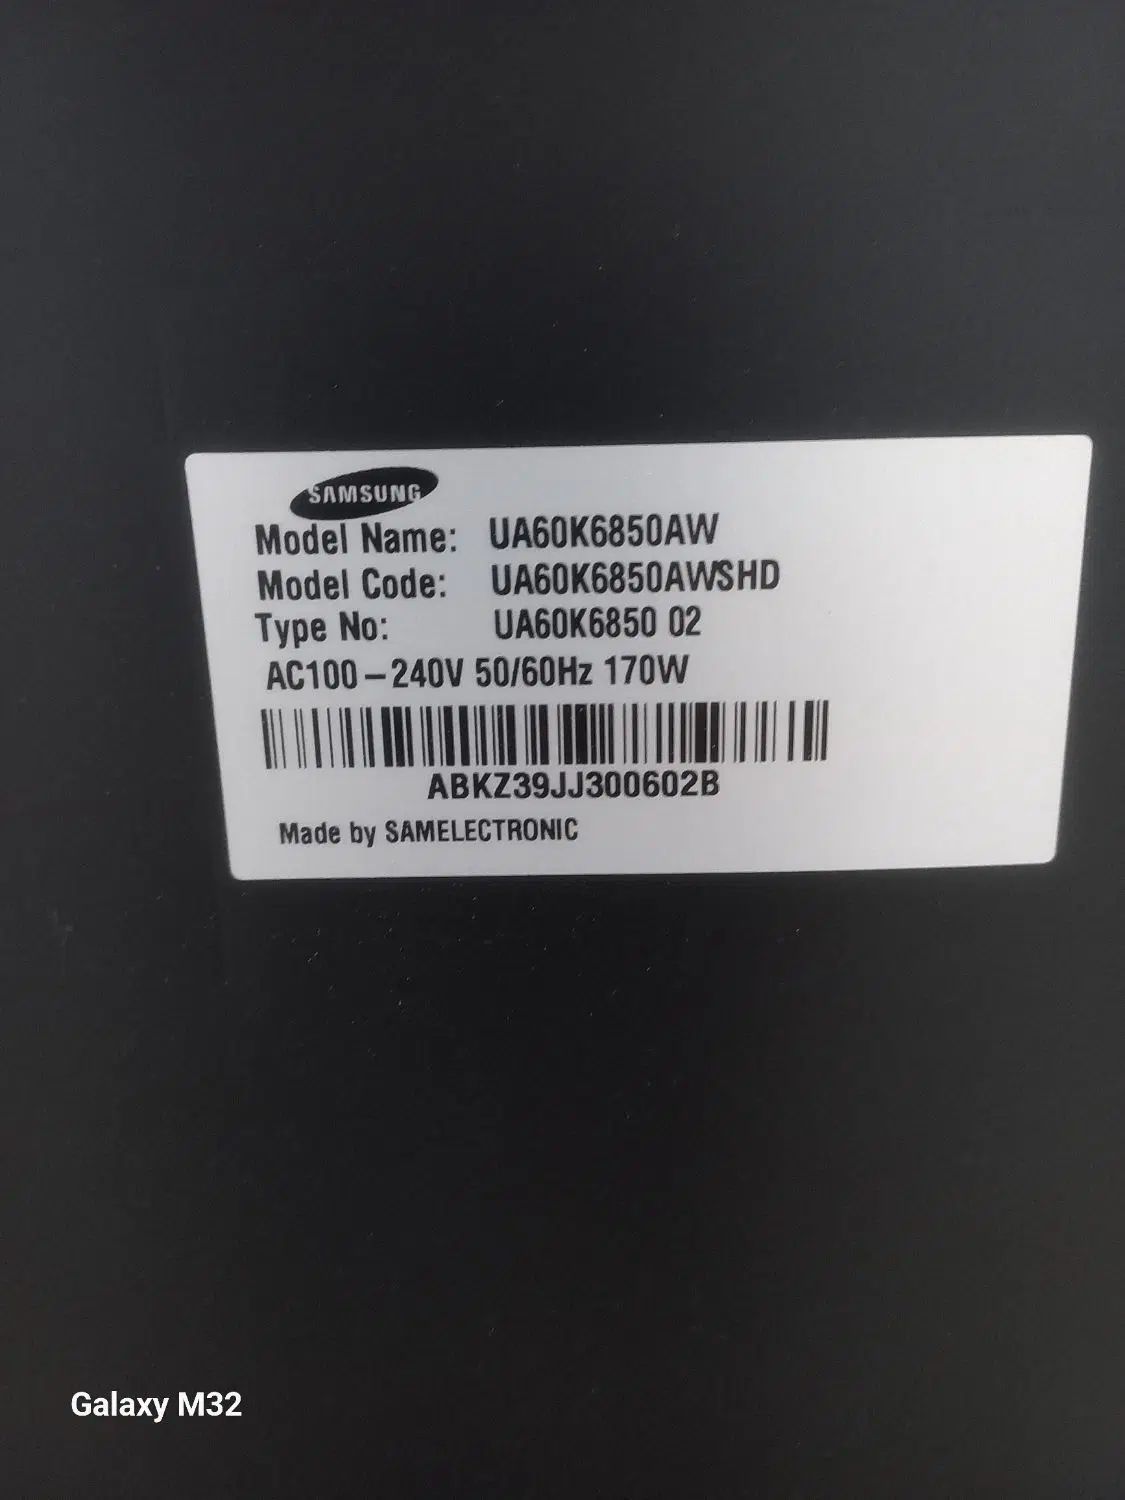 SAMSUNG
Model Name: UA60K6850AW
Model Code: UA60K6850AWSHD
Type No: UA60K6850 02
AC100-240V 50/60Hz 170W
ABKZ39JJ300602B
Made by SAMELECTRONIC
Galaxy M32